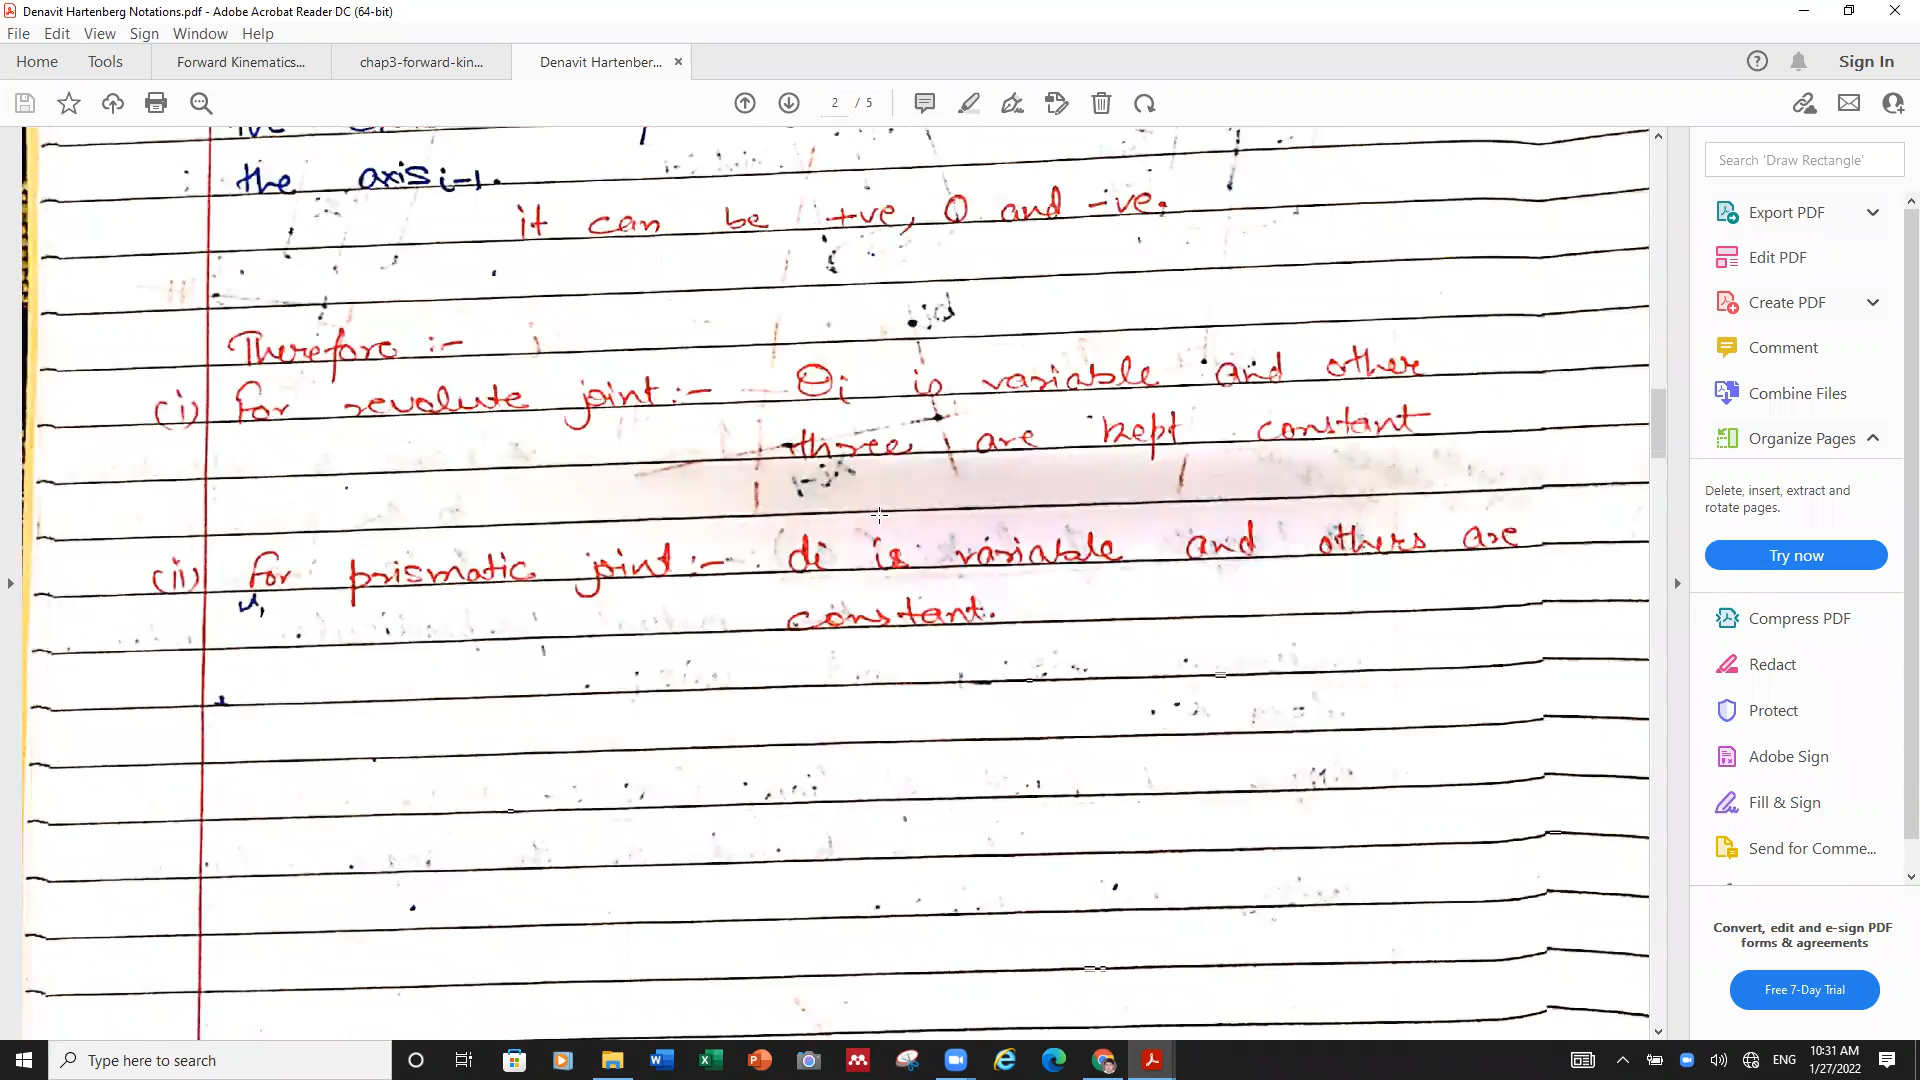 Denavit Hartenberg Notations.pdf - Adobe Acrobat Reader DC (64-bit)
File Edit View Sign Window Help
Home Tools Forward Kinematics... chap3-forward-kin... Denavit Hartenber... Sign In
2 / 5
the axis i-1.
it can be +ve, 0 and -ve.
Therefore :-
(i) for revolute joint :- θi is variable and other
three are kept constant
(ii) for prismatic joint :- di is variable and others are
constant.
Search 'Draw Rectangle'
Export PDF
Edit PDF
Create PDF
Comment
Combine Files
Organize Pages
Delete, insert, extract and
rotate pages.
Try now
Compress PDF
Redact
Protect
Adobe Sign
Fill & Sign
Send for Comme...
Convert, edit and e-sign PDF
forms & agreements
Free 7-Day Trial
Type here to search
ENG
10:31 AM
1/27/2022